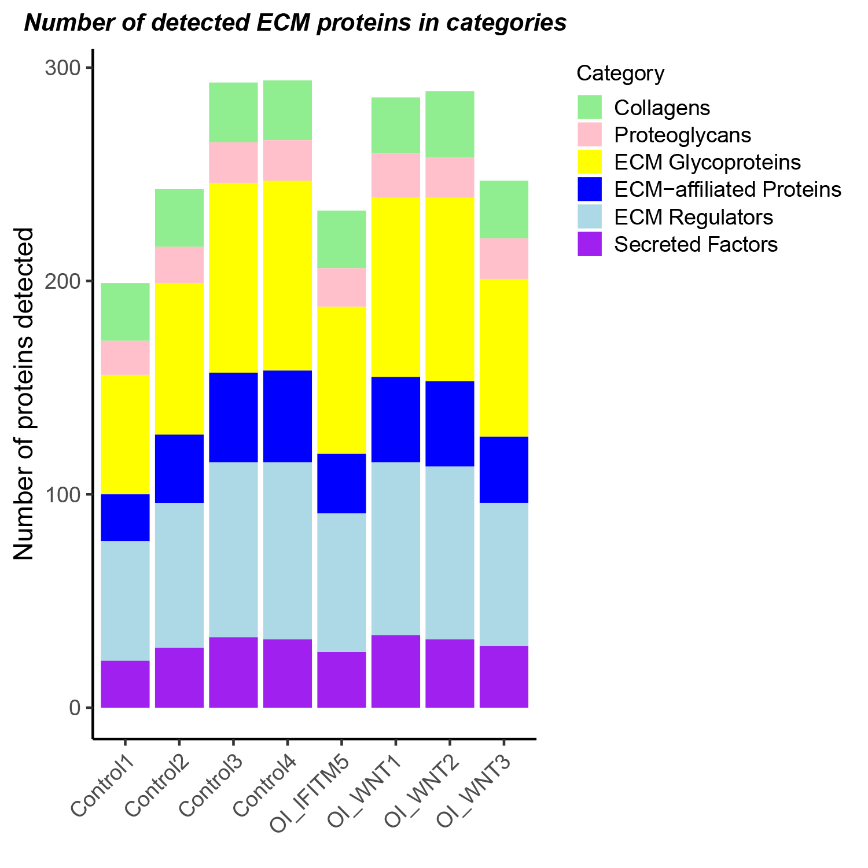 Number of detected ECM proteins in categories
Number of proteins detected
300
200
100
0
Control1
Control2
Control3
Control4
OI_IFITM5
OI_WNT1
OI_WNT2
OI_WNT3
Category
Collagens
Proteoglycans
ECM Glycoproteins
ECM−affiliated Proteins
ECM Regulators
Secreted Factors